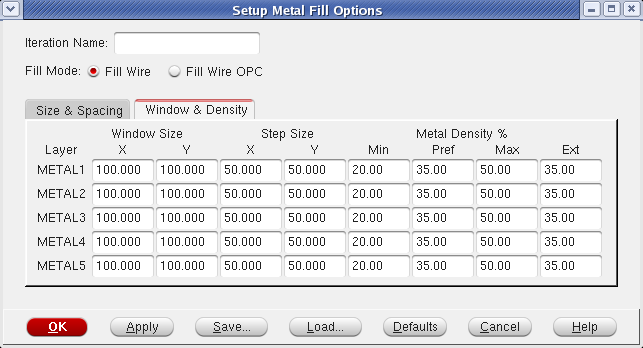 Setup Metal Fill Options
Iteration Name:
Fill Mode: Fill Wire Fill Wire OPC
Size & Spacing Window & Density
Window Size Step Size Metal Density %
Layer X Y X Y Min Pref Max Ext
METAL1 100.000 100.000 50.000 50.000 20.00 35.00 50.00 35.00
METAL2 100.000 100.000 50.000 50.000 20.00 35.00 50.00 35.00
METAL3 100.000 100.000 50.000 50.000 20.00 35.00 50.00 35.00
METAL4 100.000 100.000 50.000 50.000 20.00 35.00 50.00 35.00
METAL5 100.000 100.000 50.000 50.000 20.00 35.00 50.00 35.00
OK Apply Save... Load... Defaults Cancel Help